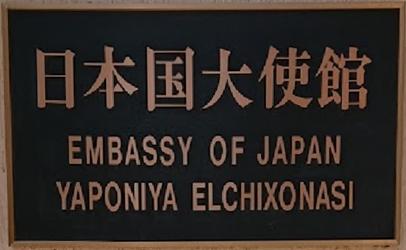 日本国大使館
EMBASSY OF JAPAN
YAPONIYA ELCHIXONASI